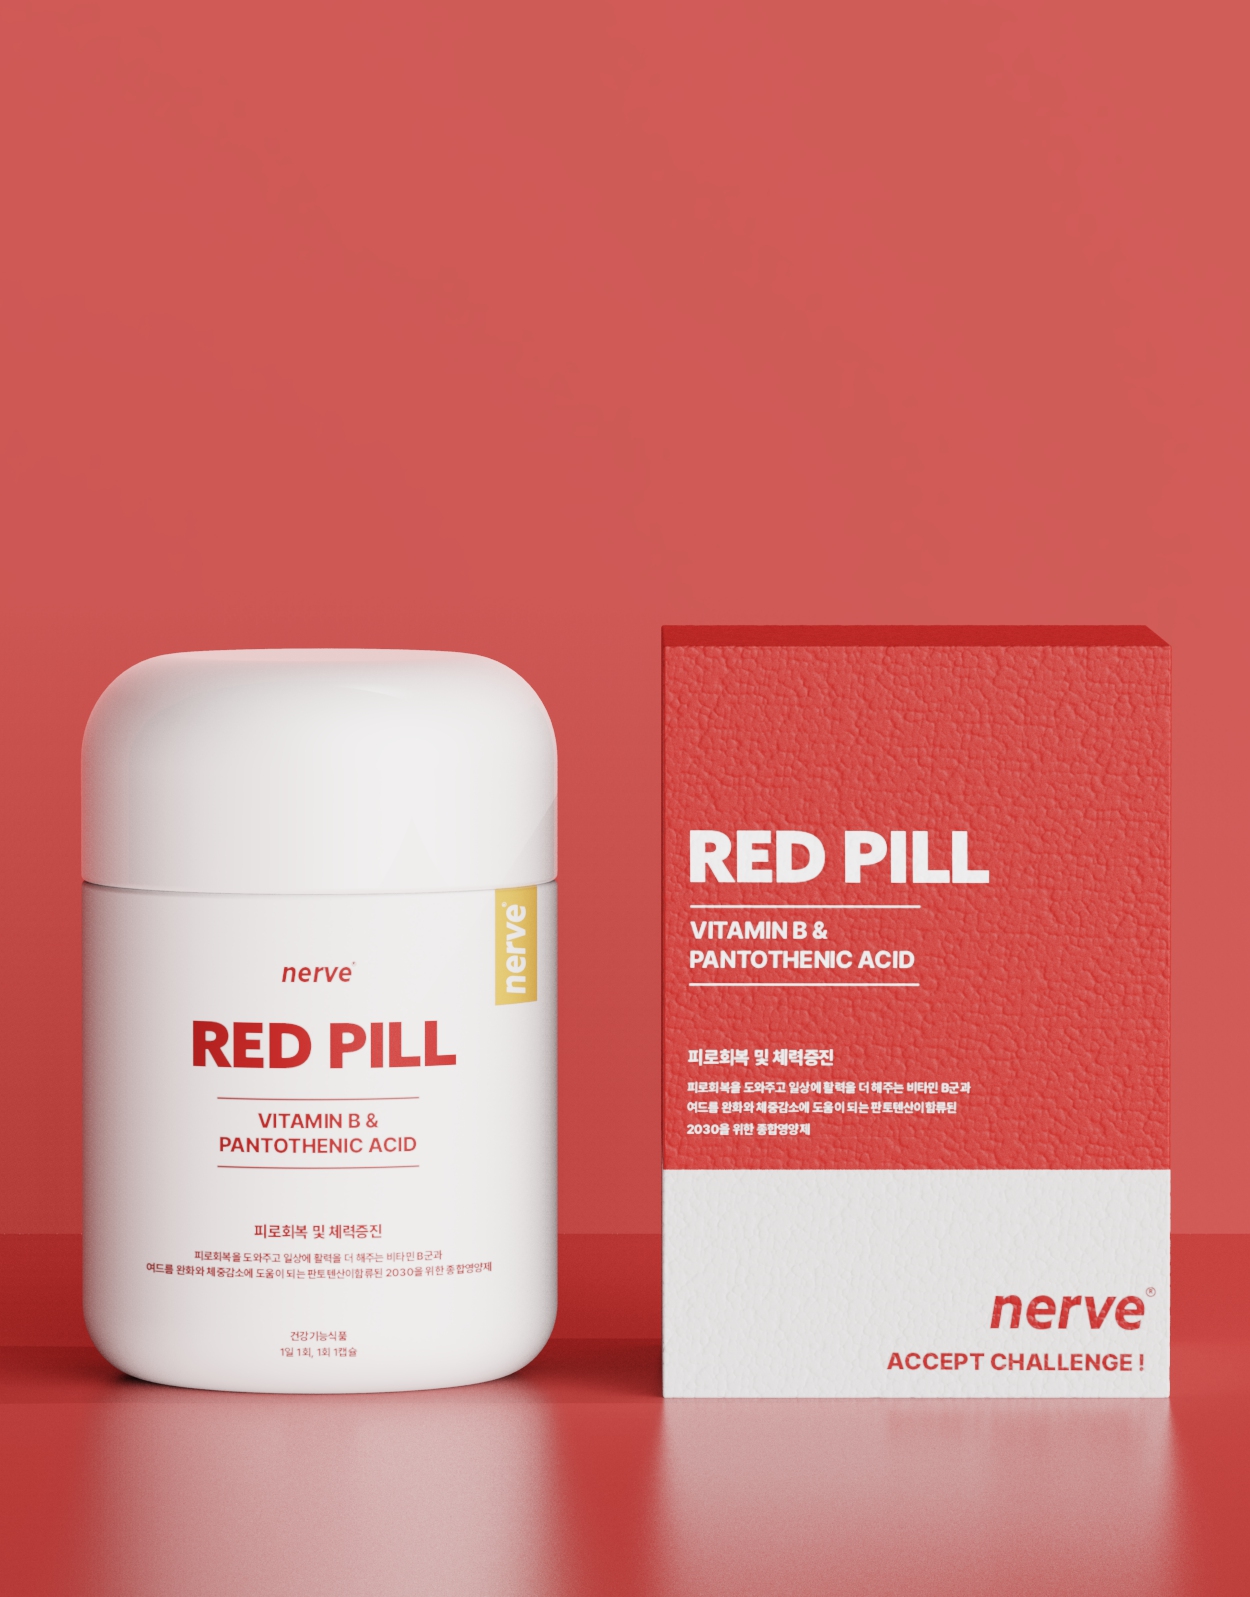 nerve
nerve
RED PILL
VITAMIN B &
PANTOTHENIC ACID
피로회복 및 체력증진
피로회복을 도와주고 일상에 활력을 더 해주는 비타민 B군과
여드름 완화와 체중감소에 도움이 되는 판토텐산이함류된 2030을 위한 종합영양제
건강기능식품
1일 1회, 1회 1캡슐
RED PILL
VITAMIN B &
PANTOTHENIC ACID
피로회복 및 체력증진
피로회복을 도와주고 일상에 활력을 더 해주는 비타민 B군과
여드름 완화와 체중감소에 도움이 되는 판토텐산이함류된
2030을 위한 종합영양제
nerve®
ACCEPT CHALLENGE !